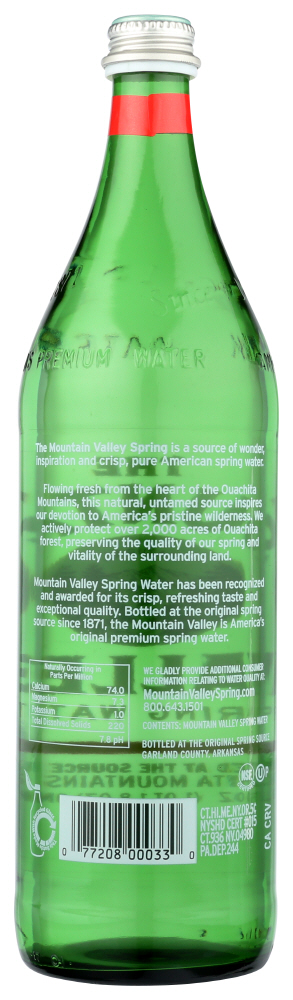 PREMIUM WATER
The Mountain Valley Spring is a source of wonder,
inspiration and crisp, pure American spring water.
Flowing fresh from the heart of the Ouachita
Mountains, this natural, untamed source inspires
our devotion to America's pristine wilderness. We
actively protect over 2,000 acres of Ouachita
forest, preserving the quality of our spring and
vitality of the surrounding land.
Mountain Valley Spring Water has been recognized
and awarded for its crisp, refreshing taste and
exceptional quality. Bottled at the original spring
source since 1871, the Mountain Valley is America's
original premium spring water.
Naturally Occurring in
Parts Per Million
Calcium 74.0
Magnesium 7.3
Potassium 1.0
Total Dissolved Solids 220
7.8 pH
WE GLADLY PROVIDE ADDITIONAL CONSUMER
INFORMATION RELATING TO WATER QUALITY AT:
MountainValleySpring.com
800.643.1501
CONTENTS: MOUNTAIN VALLEY SPRING WATER
BOTTLED AT THE ORIGINAL SPRING SOURCE
GARLAND COUNTY, ARKANSAS
NSF U P
AT THE SOURCE
MOUNTAINS
0 77208 00033 0
CT.HI.ME.NY.OR.5¢
NYSHD CERT #015
CT.936 NV.04900
PA.DEP.244
CA CRV